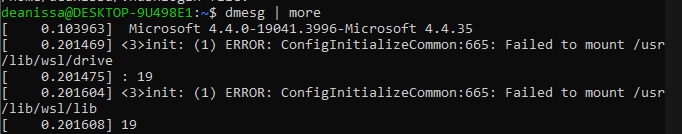 deanissa@DESKTOP-9U498E1:~$ dmesg | more
[    0.103963]  Microsoft 4.4.0-19041.3996-Microsoft 4.4.35
[    0.201469] <3>init: (1) ERROR: ConfigInitializeCommon:665: Failed to mount /usr
/lib/wsl/drive
[    0.201475] : 19
[    0.201604] <3>init: (1) ERROR: ConfigInitializeCommon:665: Failed to mount /usr
/lib/wsl/lib
[    0.201608] 19